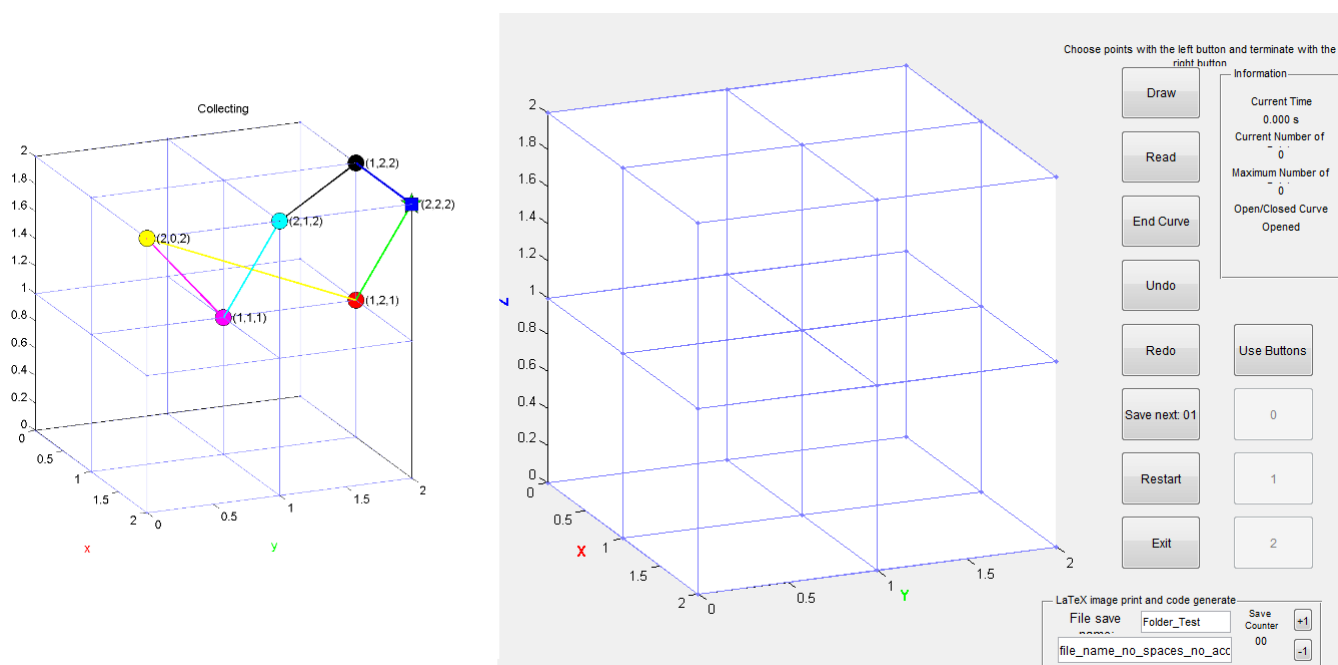 Collecting
2
1.8
1.6
1.4
1.2
1
0.8
0.6
0.4
0.2
0
0
0.5
1
1.5
2
0
0.5
1
1.5
2
x
y
(1,2,2)
(2,2,2)
(2,1,2)
(2,0,2)
(1,2,1)
(1,1,1)
Choose points with the left button and terminate with the
right button
2
1.8
1.6
1.4
1.2
1
0.8
0.6
0.4
0.2
0
Z
0
0.5
1
1.5
2
X
0
0.5
1
1.5
2
Y
Draw
Read
End Curve
Undo
Redo
Save next: 01
Restart
Exit
Information
Current Time
0.000 s
Current Number of
0
Maximum Number of
0
Open/Closed Curve
Opened
Use Buttons
0
1
2
LaTeX image print and code generate
File save
Folder_Test
file_name_no_spaces_no_acc
Save
Counter
00
+1
-1